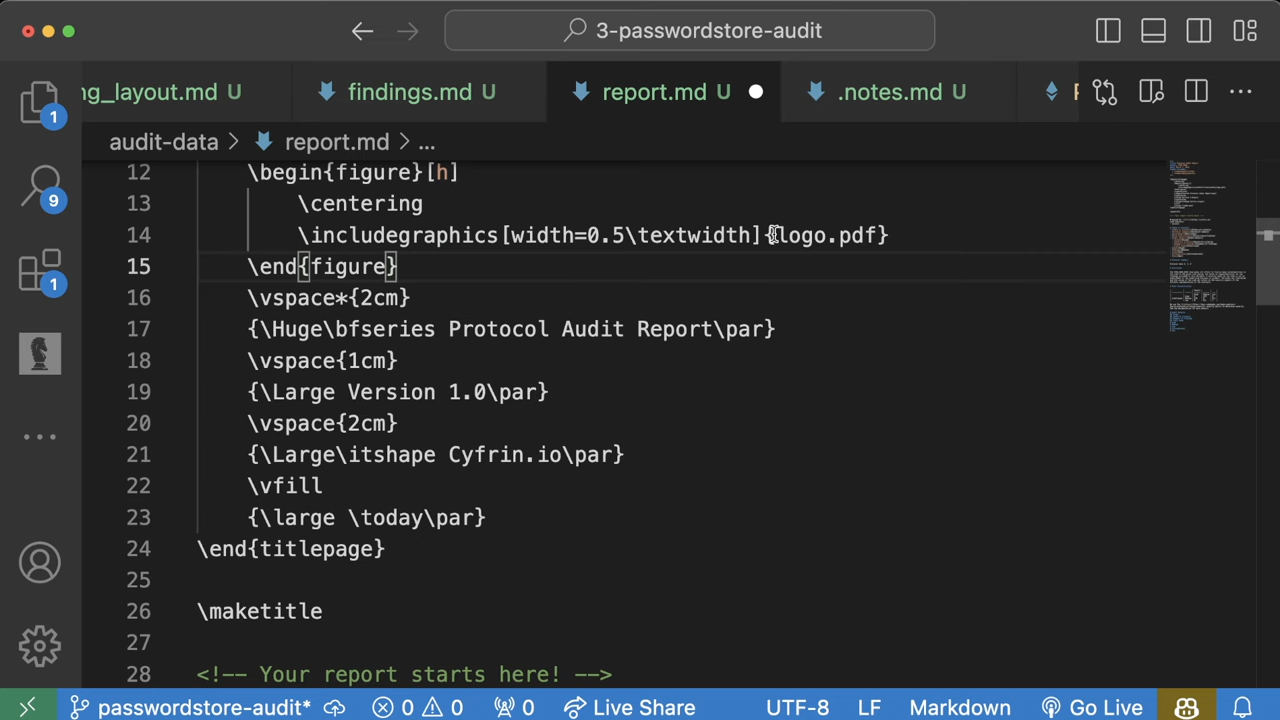 3-passwordstore-audit
ng_layout.md U
findings.md U
report.md U
.notes.md U
audit-data > report.md > ...
1
9
1
12 \begin{figure}[h]
13 \centering
14 \includegraphics[width=0.5\textwidth]{logo.pdf}
15 \end{figure}
16 \vspace*{2cm}
17 {\Huge\bfseries Protocol Audit Report\par}
18 \vspace{1cm}
19 {\Large Version 1.0\par}
20 \vspace{2cm}
21 {\Large\itshape Cyfrin.io\par}
22 \vfill
23 {\large \today\par}
24 \end{titlepage}
25
26 \maketitle
27
28 <!-- Your report starts here! -->
passwordstore-audit* 0 0 0 Live Share UTF-8 LF Markdown Go Live